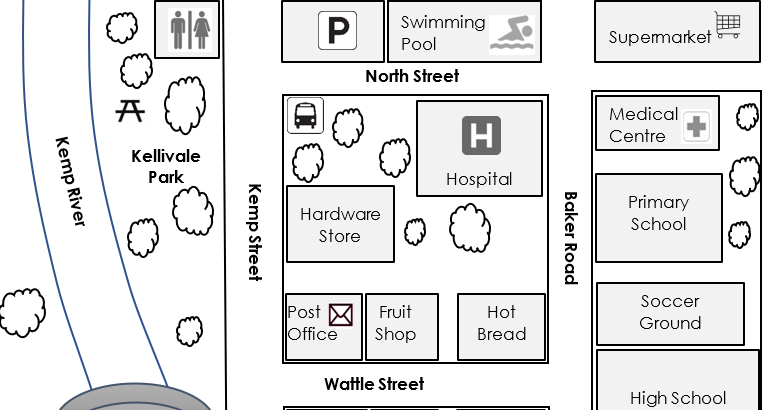 P
Swimming
Pool
Supermarket
North Street
Medical
Centre
H
Hospital
Kellivale
Park
Kemp River
Kemp Street
Hardware
Store
Baker Road
Primary
School
Post
Office
Fruit
Shop
Hot
Bread
Soccer
Ground
Wattle Street
High School